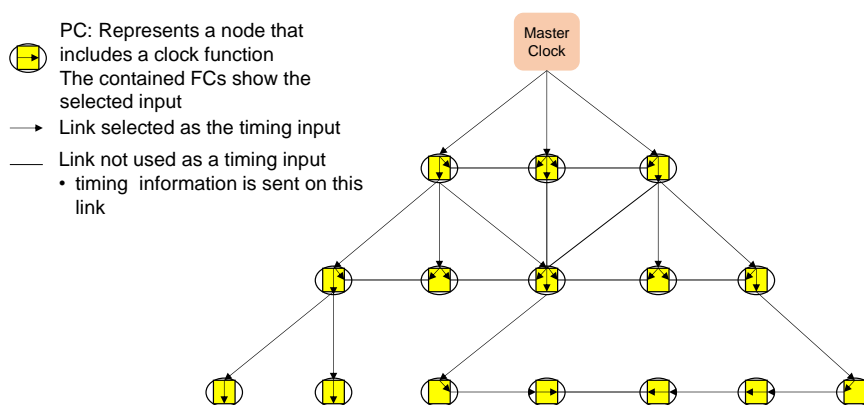 PC: Represents a node that
includes a clock function
The contained FCs show the
selected input
Link selected as the timing input
Link not used as a timing input
• timing information is sent on this
link
Master
Clock